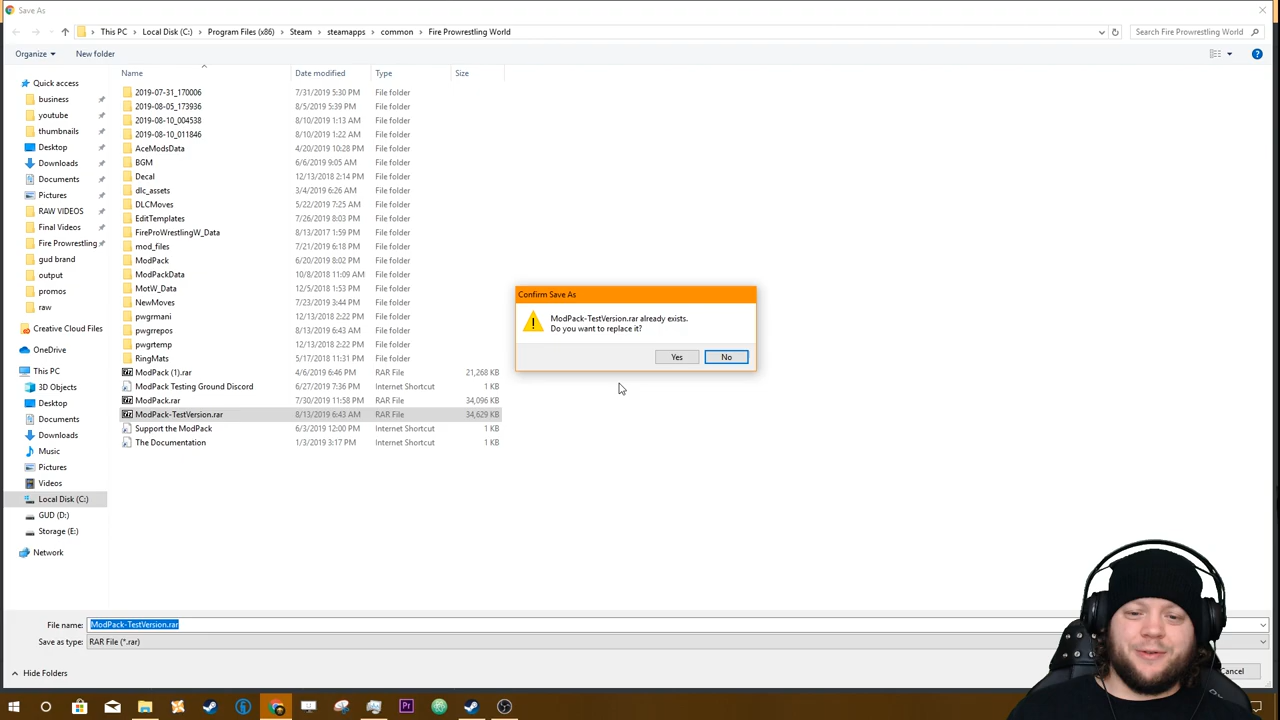 Save As
This PC > Local Disk (C:) > Program Files (x86) > Steam > steamapps > common > Fire Prowrestling World
Search Fire Prowrestling World
Organize
New folder
Name
Date modified
Type
Size
Quick access
business
youtube
thumbnails
Desktop
Downloads
Documents
Pictures
RAW VIDEOS
Final Videos
Fire Prowrestling
gud brand
output
promos
raw
Creative Cloud Files
OneDrive
This PC
3D Objects
Desktop
Documents
Downloads
Music
Pictures
Videos
Local Disk (C:)
GUD (D:)
Storage (E:)
Network
2019-07-31_170006 7/31/2019 5:30 PM File folder
2019-08-05_173936 8/5/2019 5:39 PM File folder
2019-08-10_004538 8/10/2019 1:13 AM File folder
2019-08-10_011846 8/10/2019 1:22 AM File folder
AceModsData 4/20/2019 10:28 PM File folder
BGM 6/6/2019 9:05 AM File folder
Decal 12/13/2018 2:14 PM File folder
dlc_assets 3/4/2019 6:26 AM File folder
DLCMoves 5/22/2019 7:25 AM File folder
EditTemplates 7/26/2019 8:03 PM File folder
FireProWrestlingW_Data 8/13/2017 1:59 PM File folder
mod_files 7/21/2019 6:18 PM File folder
ModPack 6/20/2019 8:02 PM File folder
ModPackData 10/8/2018 11:09 AM File folder
MotW_Data 12/5/2018 1:53 PM File folder
NewMoves 7/23/2019 3:44 PM File folder
pwgrmani 12/13/2018 2:22 PM File folder
pwgrrepos 8/13/2019 6:43 AM File folder
pwgrtemp 12/13/2018 2:22 PM File folder
RingMats 5/17/2018 11:31 PM File folder
ModPack (1).rar 4/6/2019 6:46 PM RAR File 21,268 KB
ModPack Testing Ground Discord 6/27/2019 7:36 PM Internet Shortcut 1 KB
ModPack.rar 7/30/2019 11:58 PM RAR File 34,096 KB
ModPack-TestVersion.rar 8/13/2019 6:43 AM RAR File 34,629 KB
Support the ModPack 6/3/2019 12:00 PM Internet Shortcut 1 KB
The Documentation 1/3/2019 3:17 PM Internet Shortcut 1 KB
Confirm Save As
ModPack-TestVersion.rar already exists.
Do you want to replace it?
Yes
No
File name: ModPack-TestVersion.rar
Save as type: RAR File (*.rar)
Hide Folders
Cancel